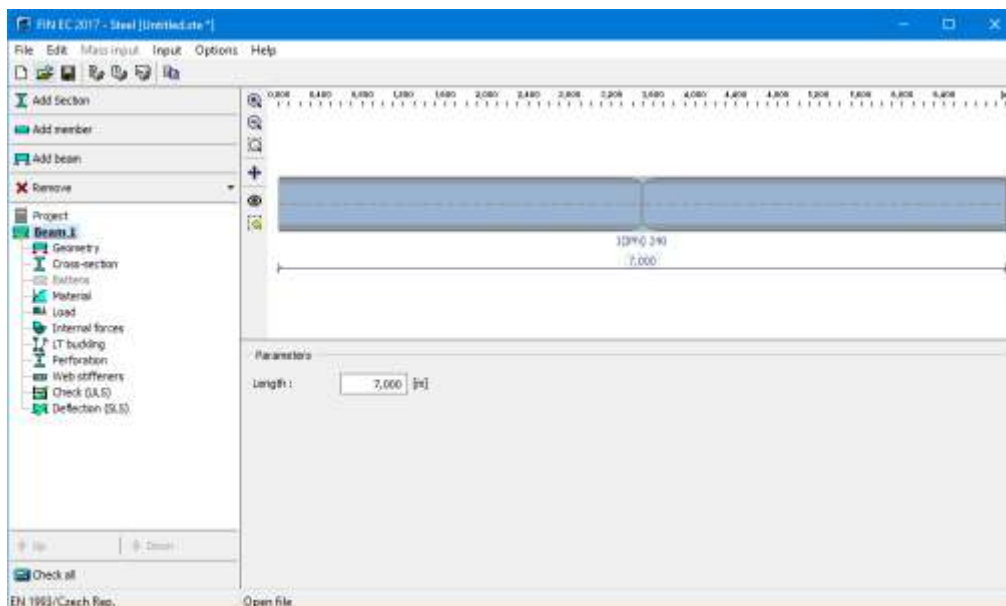 FIN EC 2017 - Steel [Untitled.ste *]
File Edit Mass input Input Options Help
Add Section
Add member
Add beam
Remove
Project
Beam 1
Geometry
Cross-section
Battens
Material
Load
Internal forces
LT buckling
Perforation
Web stiffeners
Check (ULS)
Deflection (SLS)
Up Down
Check all
EN 1993/Czech Rep. Open file
7,000
Parameters
Length : 7,000 [m]